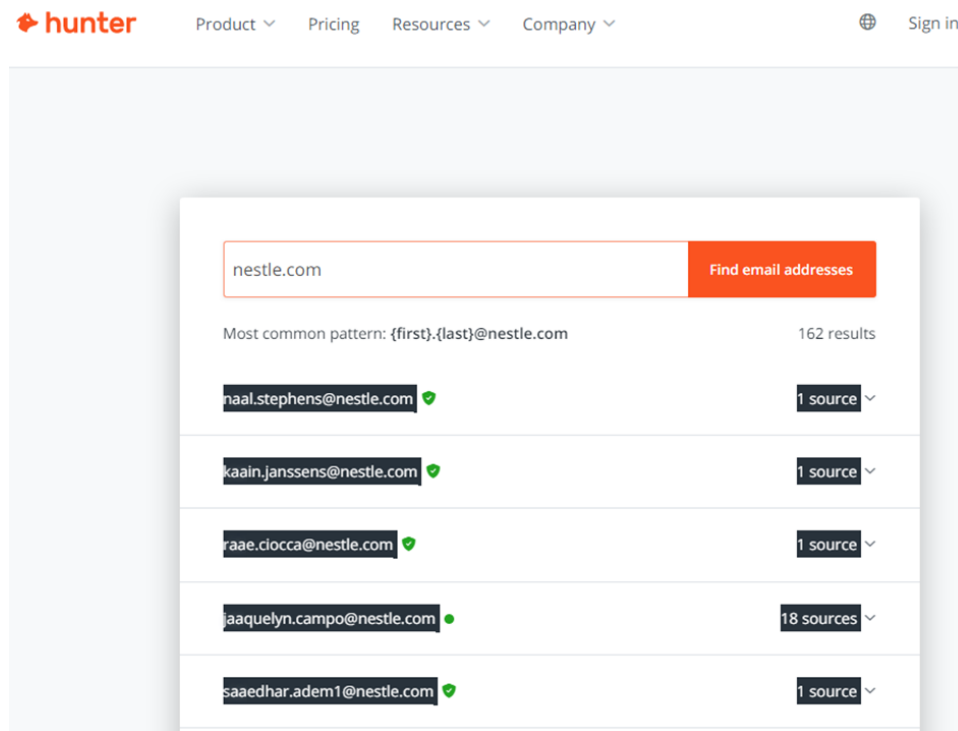 hunter Product Pricing Resources Company Sign in
nestle.com Find email addresses
Most common pattern: {first}.{last}@nestle.com 162 results
naal.stephens@nestle.com 1 source
kaain.janssens@nestle.com 1 source
raae.ciocca@nestle.com 1 source
jaaquelyn.campo@nestle.com 18 sources
saaedhar.adem1@nestle.com 1 source